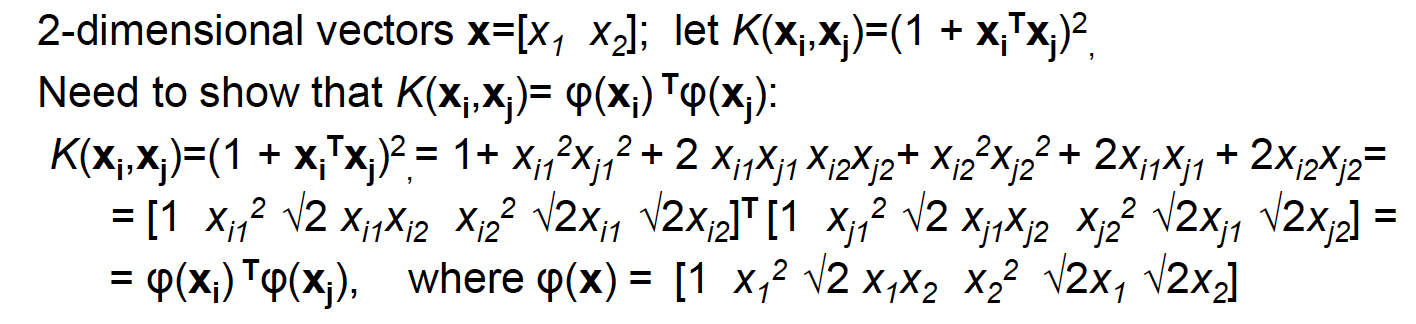 2-dimensional vectors x=[x₁ x₂]; let K(xᵢ,xⱼ)=(1 + xᵢᵀxⱼ)²,
Need to show that K(xᵢ,xⱼ)= φ(xᵢ) ᵀφ(xⱼ):
K(xᵢ,xⱼ)=(1 + xᵢᵀxⱼ)²,= 1+ xᵢ₁²xⱼ₁² + 2 xᵢ₁xⱼ₁ xᵢ₂xⱼ₂+ xᵢ₂²xⱼ₂² + 2xᵢ₁xⱼ₁ + 2xᵢ₂xⱼ₂=
= [1 xᵢ₁² √2 xᵢ₁xᵢ₂ xᵢ₂² √2xᵢ₁ √2xᵢ₂]ᵀ [1 xⱼ₁² √2 xⱼ₁xⱼ₂ xⱼ₂² √2xⱼ₁ √2xⱼ₂] =
= φ(xᵢ) ᵀφ(xⱼ), where φ(x) = [1 x₁² √2 x₁x₂ x₂² √2x₁ √2x₂]